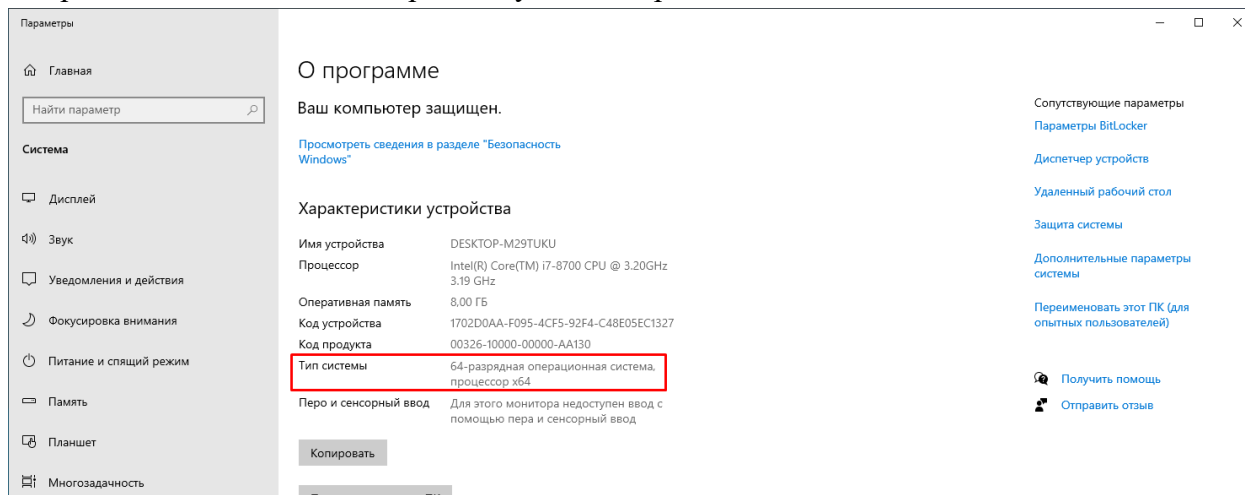 Параметры
Главная
Найти параметр
Система
Дисплей
Звук
Уведомления и действия
Фокусировка внимания
Питание и спящий режим
Память
Планшет
Многозадачность
О программе
Ваш компьютер защищен.
Просмотреть сведения в разделе "Безопасность
Windows"
Характеристики устройства
Имя устройства DESKTOP-M29TUKU
Процессор Intel(R) Core(TM) i7-8700 CPU @ 3.20GHz
3.19 GHz
Оперативная память 8,00 ГБ
Код устройства 1702D0AA-F095-4CF5-92F4-C48E05EC1327
Код продукта 00326-10000-00000-AA130
Тип системы 64-разрядная операционная система,
процессор x64
Перо и сенсорный ввод Для этого монитора недоступен ввод с
помощью пера и сенсорный ввод
Копировать
Сопутствующие параметры
Параметры BitLocker
Диспетчер устройств
Удаленный рабочий стол
Защита системы
Дополнительные параметры
системы
Переименовать этот ПК (для
опытных пользователей)
Получить помощь
Отправить отзыв